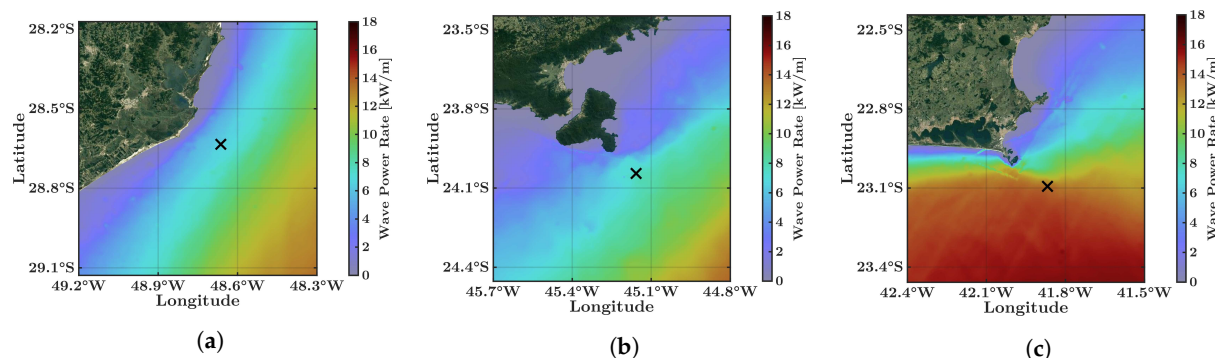 28.2°S
28.5°S
28.8°S
29.1°S
Latitude
49.2°W 48.9°W 48.6°W 48.3°W
Longitude
18
16
14
12
10
8
6
4
2
0
Wave Power Rate [kW/m]
(a)
23.5°S
23.8°S
24.1°S
24.4°S
Latitude
45.7°W 45.4°W 45.1°W 44.8°W
Longitude
18
16
14
12
10
8
6
4
2
0
Wave Power Rate [kW/m]
(b)
22.5°S
22.8°S
23.1°S
23.4°S
Latitude
42.4°W 42.1°W 41.8°W 41.5°W
Longitude
18
16
14
12
10
8
6
4
2
0
Wave Power Rate [kW/m]
(c)